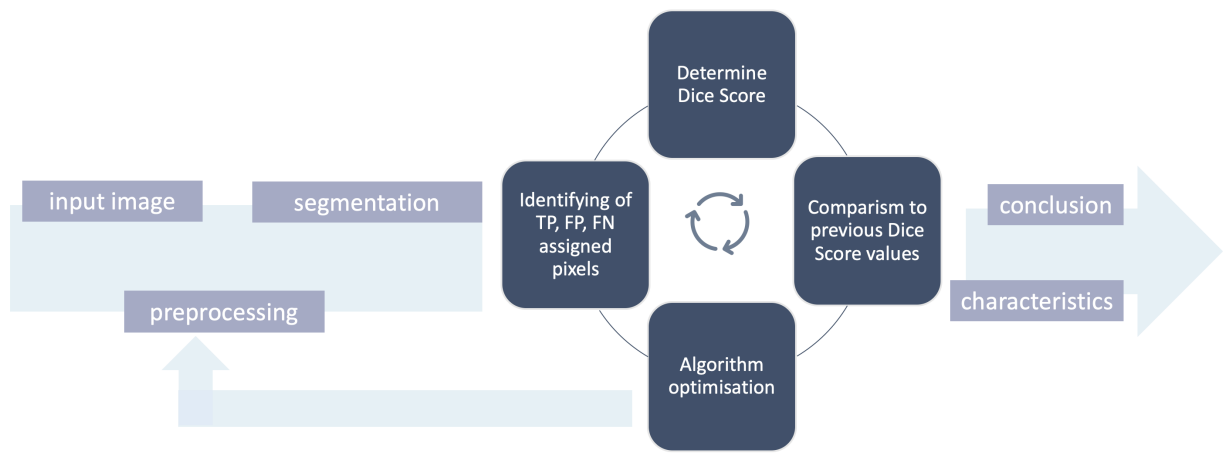 input image
preprocessing
segmentation
Identifying of
TP, FP, FN
assigned
pixels
Determine
Dice Score
Comparism to
previous Dice
Score values
Algorithm
optimisation
conclusion
characteristics